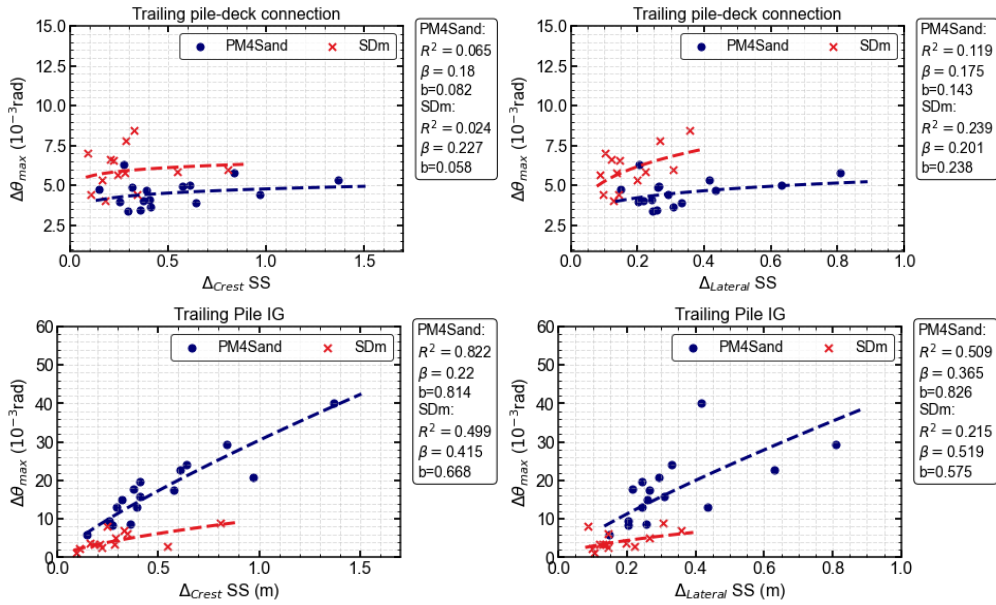 Trailing pile-deck connection
15.0
12.5
10.0
7.5
5.0
2.5
Δθmax (10⁻³rad)
PM4Sand
SDm
0.0
0.5
1.0
1.5
ΔCrest SS
PM4Sand:
R² = 0.065
β = 0.18
b=0.082
SDm:
R² = 0.024
β = 0.227
b=0.058
Trailing pile-deck connection
15.0
12.5
10.0
7.5
5.0
2.5
Δθmax (10⁻³rad)
PM4Sand
SDm
0.0
0.2
0.4
0.6
0.8
1.0
ΔLateral SS
PM4Sand:
R² = 0.119
β = 0.175
b=0.143
SDm:
R² = 0.239
β = 0.201
b=0.238
Trailing Pile IG
60
50
40
30
20
10
0
Δθmax (10⁻³rad)
PM4Sand
SDm
0.0
0.5
1.0
1.5
ΔCrest SS (m)
PM4Sand:
R² = 0.822
β = 0.22
b=0.814
SDm:
R² = 0.499
β = 0.415
b=0.668
Trailing Pile IG
60
50
40
30
20
10
0
Δθmax (10⁻³rad)
PM4Sand
SDm
0.0
0.2
0.4
0.6
0.8
1.0
ΔLateral SS (m)
PM4Sand:
R² = 0.509
β = 0.365
b=0.826
SDm:
R² = 0.215
β = 0.519
b=0.575